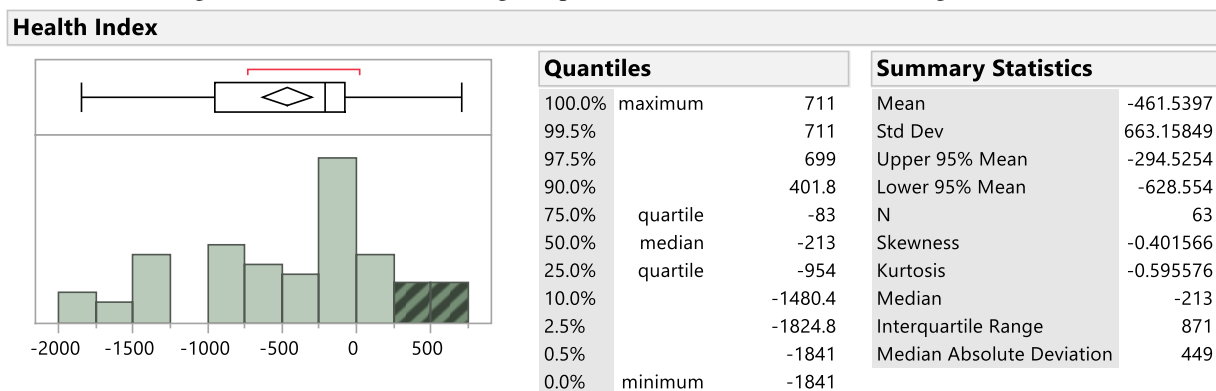 Health Index
-2000 -1500 -1000 -500 0 500
Quantiles
100.0% maximum 711
99.5% 711
97.5% 699
90.0% 401.8
75.0% quartile -83
50.0% median -213
25.0% quartile -954
10.0% -1480.4
2.5% -1824.8
0.5% -1841
0.0% minimum -1841
Summary Statistics
Mean -461.5397
Std Dev 663.15849
Upper 95% Mean -294.5254
Lower 95% Mean -628.554
N 63
Skewness -0.401566
Kurtosis -0.595576
Median -213
Interquartile Range 871
Median Absolute Deviation 449